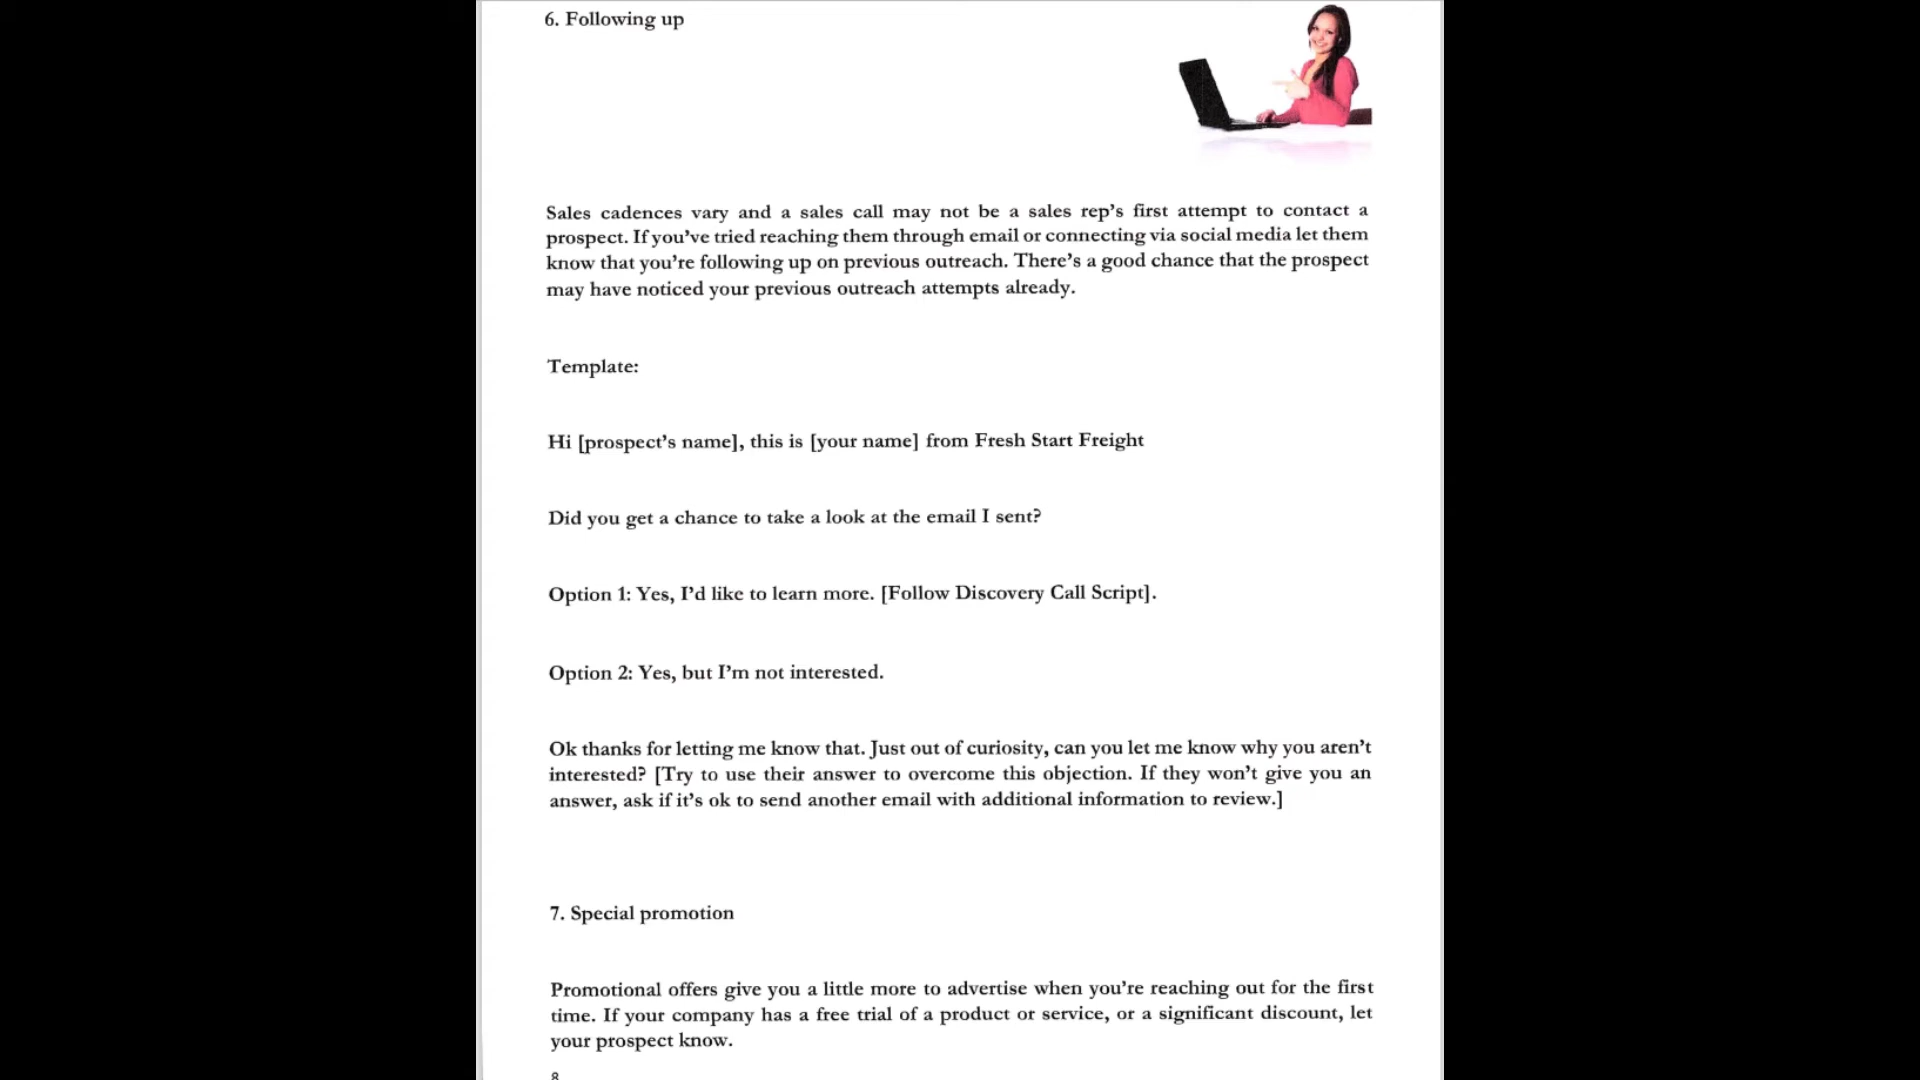 6. Following up
Sales cadences vary and a sales call may not be a sales rep's first attempt to contact a
prospect. If you've tried reaching them through email or connecting via social media let them
know that you're following up on previous outreach. There's a good chance that the prospect
may have noticed your previous outreach attempts already.
Template:
Hi [prospect's name], this is [your name] from Fresh Start Freight
Did you get a chance to take a look at the email I sent?
Option 1: Yes, I'd like to learn more. [Follow Discovery Call Script].
Option 2: Yes, but I'm not interested.
Ok thanks for letting me know that. Just out of curiosity, can you let me know why you aren't
interested? [Try to use their answer to overcome this objection. If they won't give you an
answer, ask if it's ok to send another email with additional information to review.]
7. Special promotion
Promotional offers give you a little more to advertise when you're reaching out for the first
time. If your company has a free trial of a product or service, or a significant discount, let
your prospect know.
8